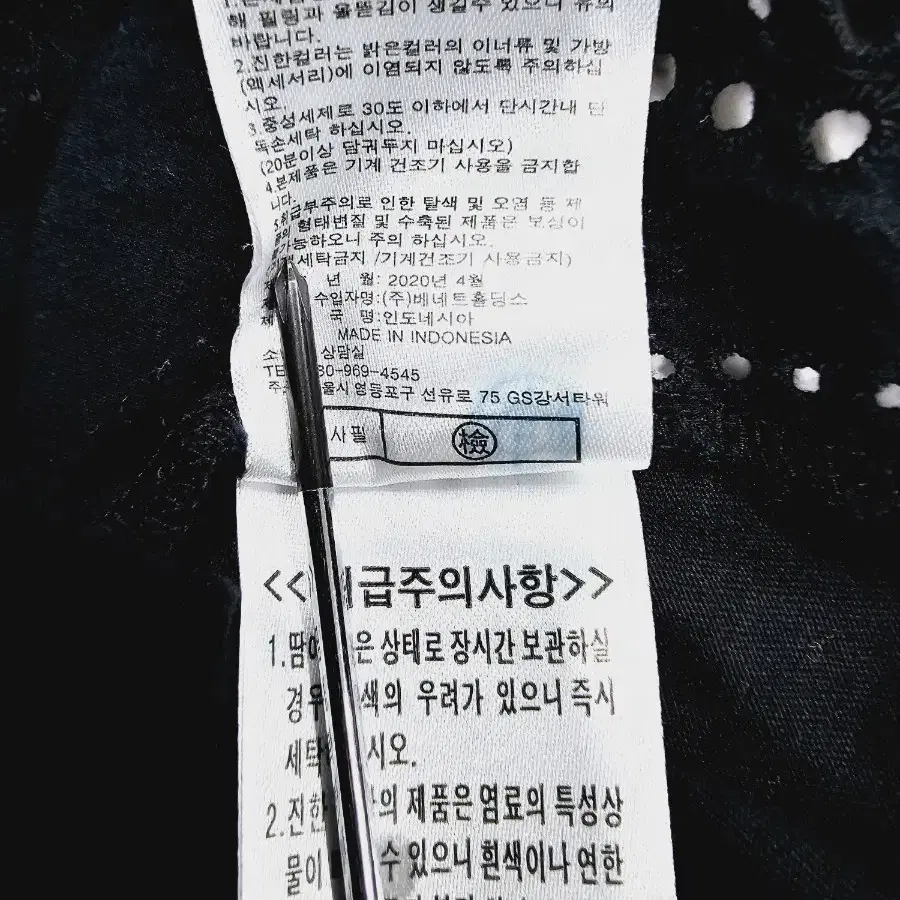 해 필링과 올뜯김이 생길수 있으니 유의
바랍니다.
2.진한컬러는 밝은컬러의 이너류 및 가방
(액세서리)에 이염되지 않도록 주의하십
시오.
3.중성세제로 30도 이하에서 단시간내 단
독손세탁 하십시오.
(20분이상 담궈두지 마십시오)
4.본제품은 기계 건조기 사용을 금지합
니다.
급부주의로 인한 탈색 및 오염 등 제
형태변질 및 수축된 제품은 보상이
능하오니 주의 하십시오.
세탁금지 /기계건조기 사용금지)
년 월: 2020년 4월
수입자명:(주)베네트홀딩스
국 명:인도네시아
MADE IN INDONESIA
상담실
80-969-4545
울시 영등포구 선유로 75 GS강서타워
사필 檢
<< 급주의사항>>
1.땀 은 상태로 장시간 보관하실
경우 색의 우려가 있으니 즉시
세탁 시오.
2.진한 의 제품은 염료의 특성상
물이 수 있으니 흰색이나 연한